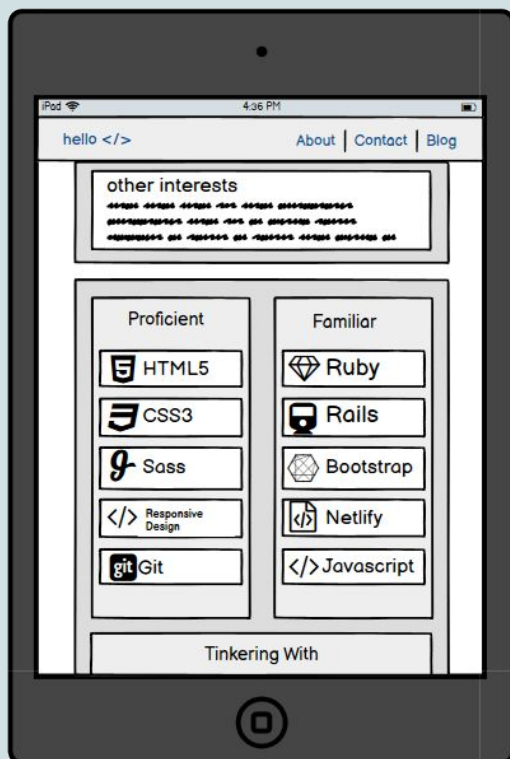 iPad 4:36 PM
hello </> About | Contact | Blog
other interests
Proficient
HTML5
CSS3
Sass
</> Responsive
Design
git Git
Familiar
Ruby
Rails
Bootstrap
</> Netlify
</> Javascript
Tinkering With